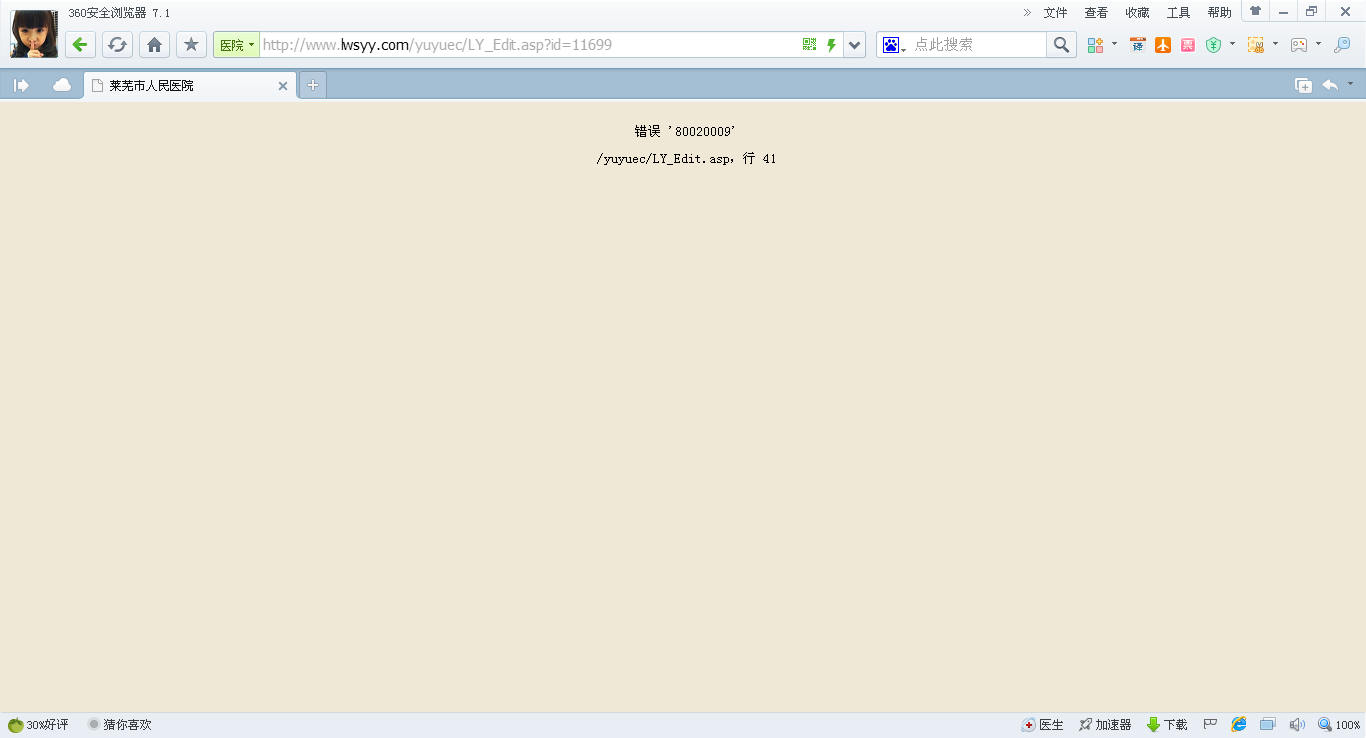 360安全浏览器 7.1
» 文件 查看 收藏 工具 帮助
医院 http://www.lwsyy.com/yuyuec/LY_Edit.asp?id=11699
点此搜索
译
票
莱芜市人民医院
错误 '80020009'
/yuyuec/LY_Edit.asp，行 41
30%好评 猜你喜欢
医生 加速器 下载 100%